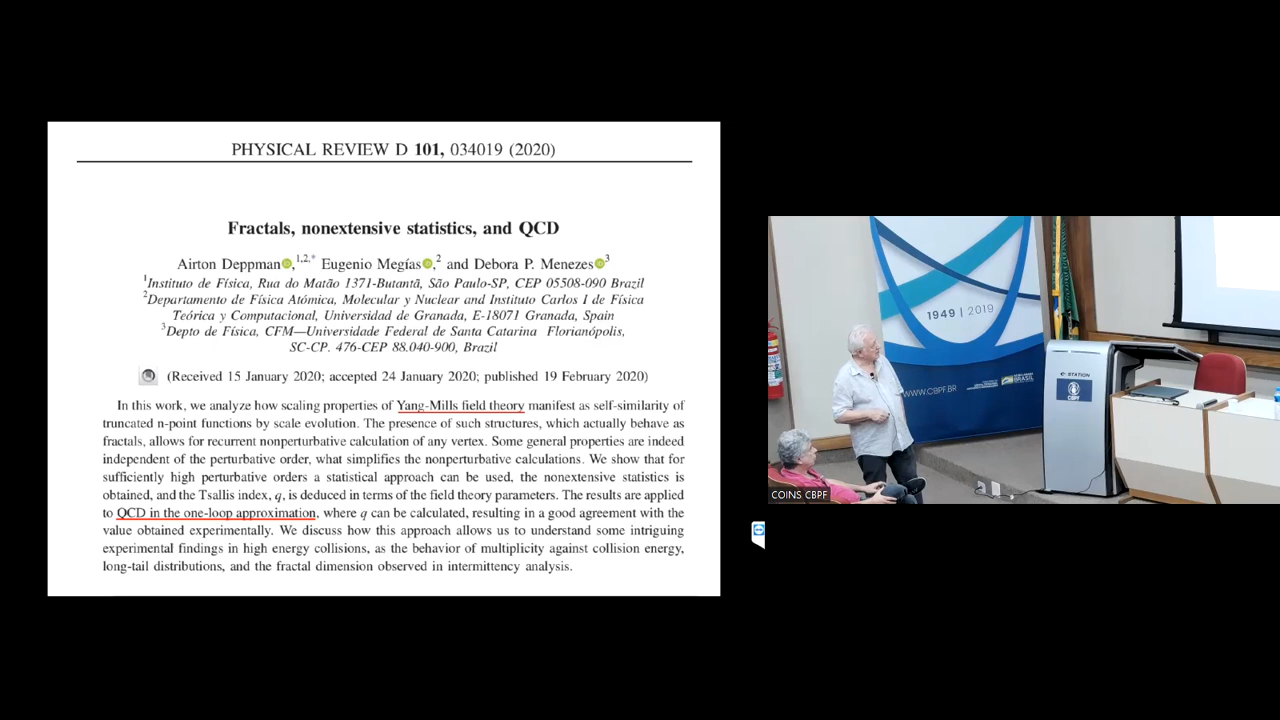 PHYSICAL REVIEW D 101, 034019 (2020)
Fractals, nonextensive statistics, and QCD
Airton Deppman,1,2,* Eugenio Megías,2 and Debora P. Menezes3
1Instituto de Física, Rua do Matão 1371-Butantã, São Paulo-SP, CEP 05508-090 Brazil
2Departamento de Física Atómica, Molecular y Nuclear and Instituto Carlos I de Física
Teórica y Computacional, Universidad de Granada, E-18071 Granada, Spain
3Depto de Física, CFM—Universidade Federal de Santa Catarina Florianópolis,
SC-CP. 476-CEP 88.040-900, Brazil
(Received 15 January 2020; accepted 24 January 2020; published 19 February 2020)
In this work, we analyze how scaling properties of Yang-Mills field theory manifest as self-similarity of
truncated n-point functions by scale evolution. The presence of such structures, which actually behave as
fractals, allows for recurrent nonperturbative calculation of any vertex. Some general properties are indeed
independent of the perturbative order, what simplifies the nonperturbative calculations. We show that for
sufficiently high perturbative orders a statistical approach can be used, the nonextensive statistics is
obtained, and the Tsallis index, q, is deduced in terms of the field theory parameters. The results are applied
to QCD in the one-loop approximation, where q can be calculated, resulting in a good agreement with the
value obtained experimentally. We discuss how this approach allows us to understand some intriguing
experimental findings in high energy collisions, as the behavior of multiplicity against collision energy,
long-tail distributions, and the fractal dimension observed in intermittency analysis.
1949 | 2019
WWW.CBPF.BR
BRASIL
e-STATION
CBPF
COINS CBPF